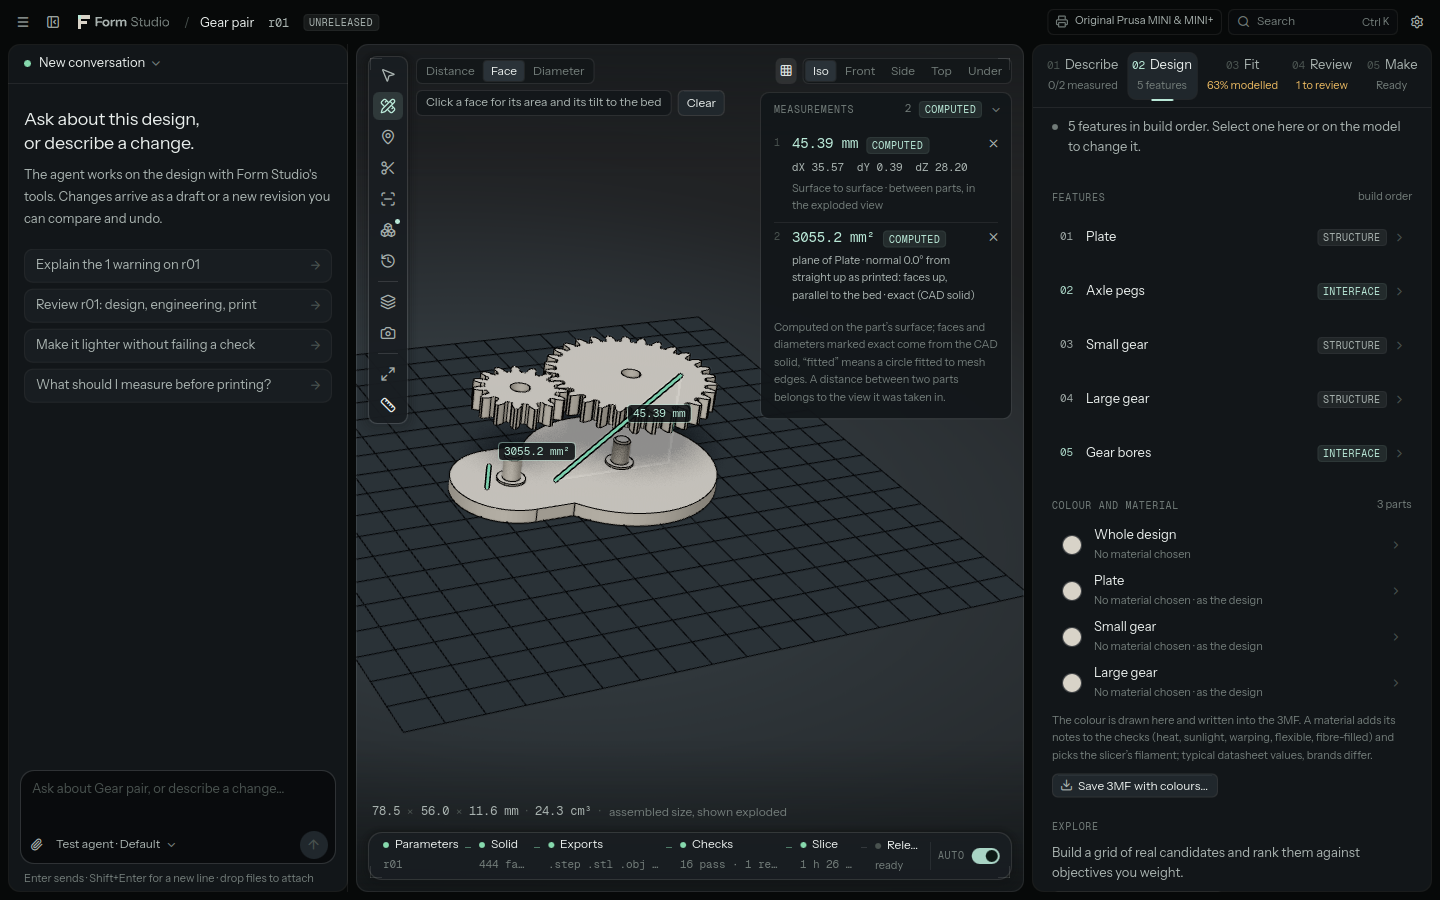 Form Studio / Gear pair r01 UNRELEASED
Original Prusa MINI & MINI+
Search Ctrl K
New conversation
Ask about this design,
or describe a change.
The agent works on the design with Form Studio's
tools. Changes arrive as a draft or a new revision you
can compare and undo.
Explain the 1 warning on r01
Review r01: design, engineering, print
Make it lighter without failing a check
What should I measure before printing?
Ask about Gear pair, or describe a change...
Test agent · Default
Enter sends · Shift+Enter for a new line · drop files to attach
Distance Face Diameter
Click a face for its area and its tilt to the bed Clear
Iso Front Side Top Under
MEASUREMENTS 2 COMPUTED
1 45.39 mm COMPUTED
dX 35.57 dY 0.39 dZ 28.20
Surface to surface · between parts, in
the exploded view
2 3055.2 mm² COMPUTED
plane of Plate · normal 0.0° from
straight up as printed: faces up,
parallel to the bed · exact (CAD solid)
Computed on the part's surface; faces and
diameters marked exact come from the CAD
solid, "fitted" means a circle fitted to mesh
edges. A distance between two parts
belongs to the view it was taken in.
45.39 mm
3055.2 mm²
78.5 × 56.0 × 11.6 mm · 24.3 cm³ · assembled size, shown exploded
Parameters Solid Exports Checks Slice Rele...
r01 444 fa... .step .stl .obj ... 16 pass · 1 re... 1 h 26 ... ready
AUTO
01 Describe 02 Design 03 Fit 04 Review 05 Make
0/2 measured 5 features 63% modelled 1 to review Ready
5 features in build order. Select one here or on the model
to change it.
FEATURES build order
01 Plate STRUCTURE
02 Axle pegs INTERFACE
03 Small gear STRUCTURE
04 Large gear STRUCTURE
05 Gear bores INTERFACE
COLOUR AND MATERIAL 3 parts
Whole design
No material chosen
Plate
No material chosen · as the design
Small gear
No material chosen · as the design
Large gear
No material chosen · as the design
The colour is drawn here and written into the 3MF. A material adds its
notes to the checks (heat, sunlight, warping, flexible, fibre-filled) and
picks the slicer's filament; typical datasheet values, brands differ.
Save 3MF with colours...
EXPLORE
Build a grid of real candidates and rank them against
objectives you weight.